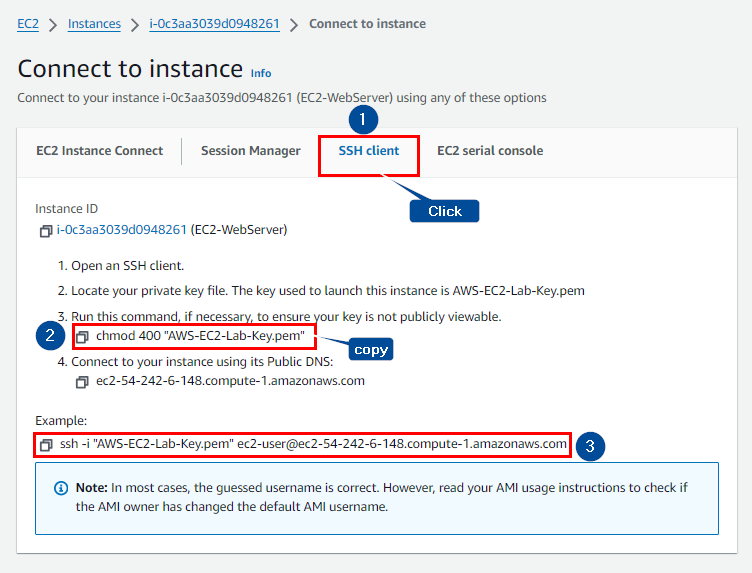 EC2 > Instances > i-0c3aa3039d0948261 > Connect to instance
Connect to instance Info
Connect to your instance i-0c3aa3039d0948261 (EC2-WebServer) using any of these options
1
EC2 Instance Connect Session Manager SSH client EC2 serial console
Click
Instance ID
i-0c3aa3039d0948261 (EC2-WebServer)
1. Open an SSH client.
2. Locate your private key file. The key used to launch this instance is AWS-EC2-Lab-Key.pem
3. Run this command, if necessary, to ensure your key is not publicly viewable.
2 chmod 400 "AWS-EC2-Lab-Key.pem"
copy
4. Connect to your instance using its Public DNS:
ec2-54-242-6-148.compute-1.amazonaws.com
Example:
ssh -i "AWS-EC2-Lab-Key.pem" ec2-user@ec2-54-242-6-148.compute-1.amazonaws.com 3
Note: In most cases, the guessed username is correct. However, read your AMI usage instructions to check if
the AMI owner has changed the default AMI username.